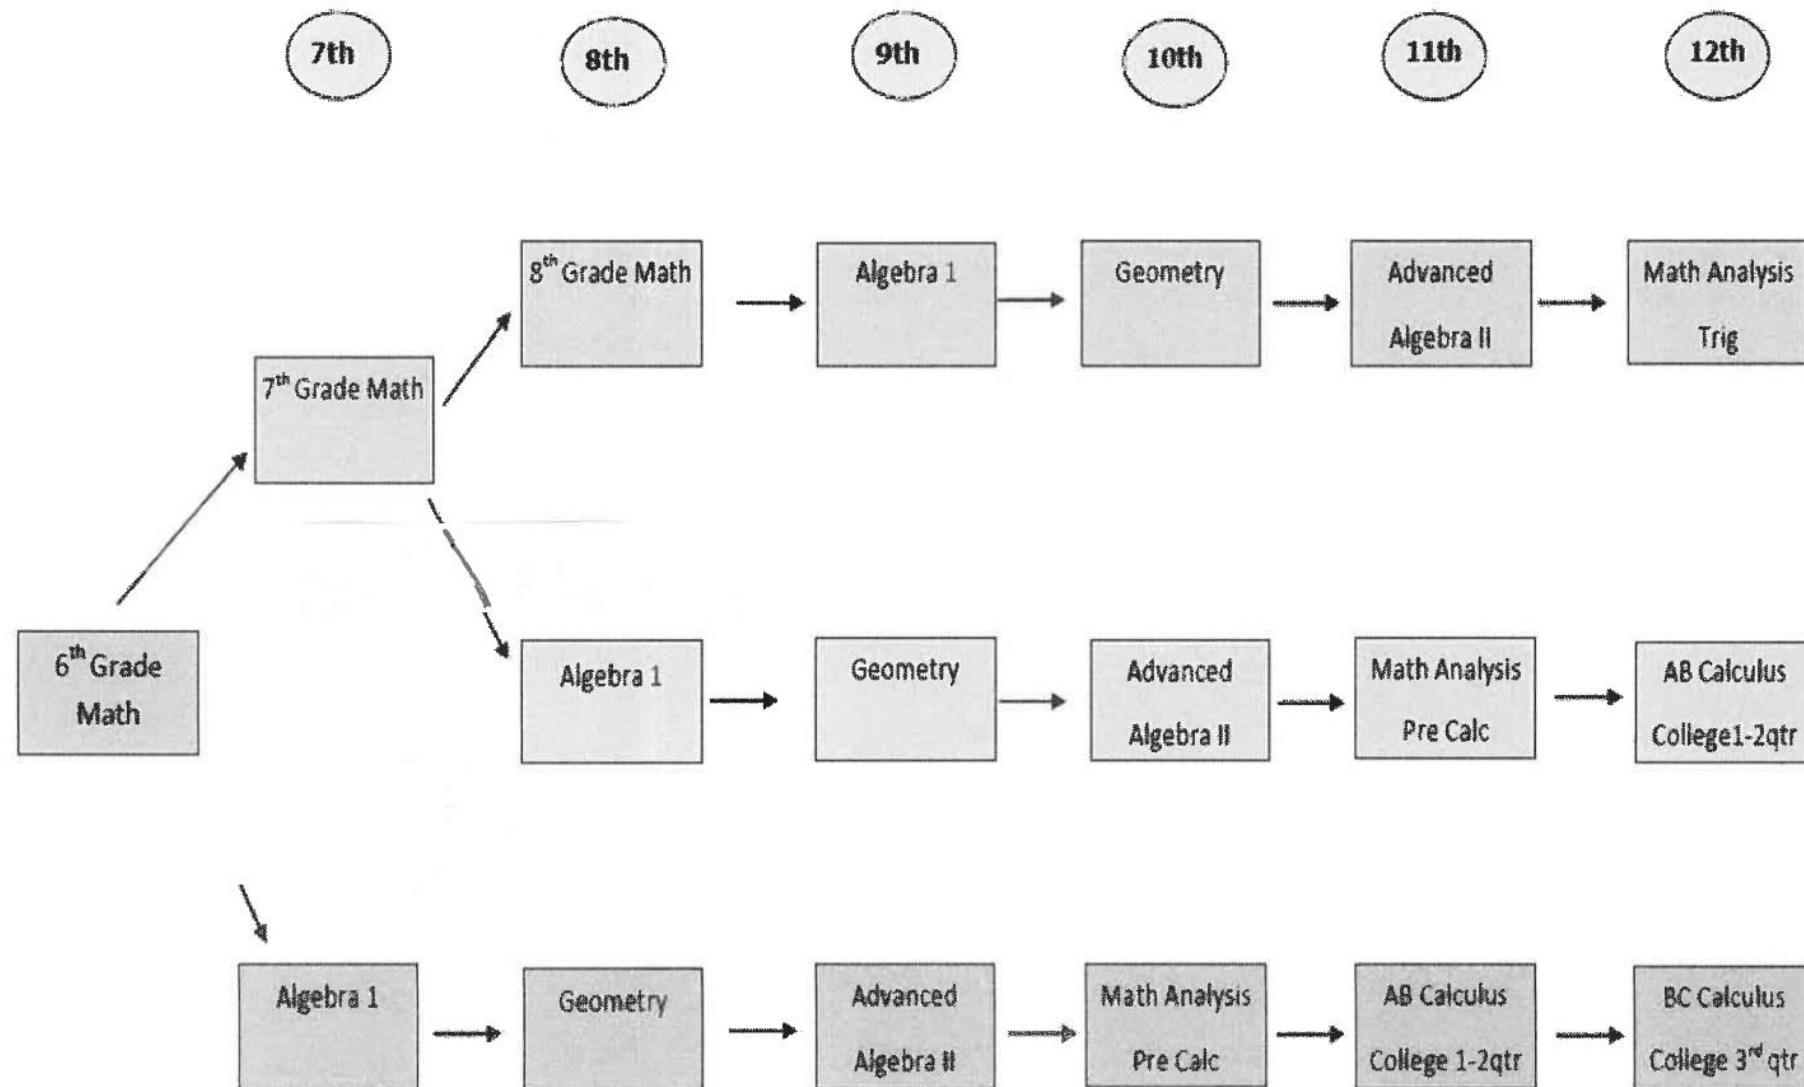 7th
8th
9th
10th
11th
12th
8th Grade Math
Algebra 1
Geometry
Advanced
Algebra II
Math Analysis
Trig
7th Grade Math
6th Grade
Math
Algebra 1
Geometry
Advanced
Algebra II
Math Analysis
Pre Calc
AB Calculus
College1-2qtr
Algebra 1
Geometry
Advanced
Algebra II
Math Analysis
Pre Calc
AB Calculus
College 1-2qtr
BC Calculus
College 3rd qtr